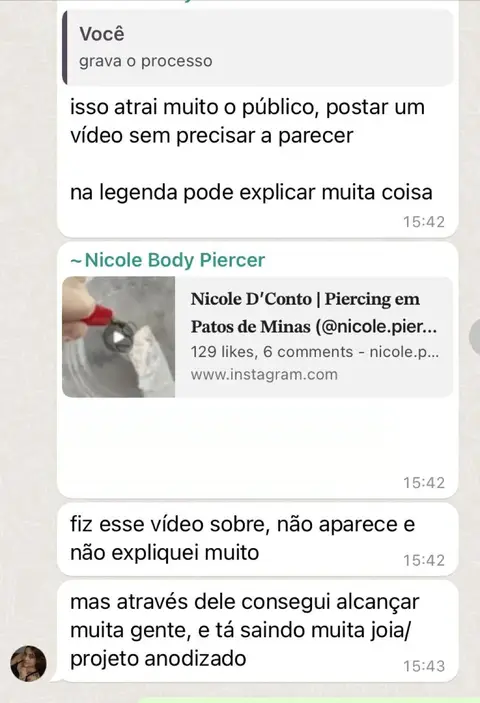 Você
grava o processo
isso atrai muito o público, postar um
vídeo sem precisar a parecer
na legenda pode explicar muita coisa
15:42
~Nicole Body Piercer
Nicole D'Conto | Piercing em
Patos de Minas (@nicole.pier...
129 likes, 6 comments - nicole.p...
www.instagram.com
15:42
fiz esse vídeo sobre, não aparece e
não expliquei muito
15:42
mas através dele consegui alcançar
muita gente, e tá saindo muita joia/
projeto anodizado
15:43